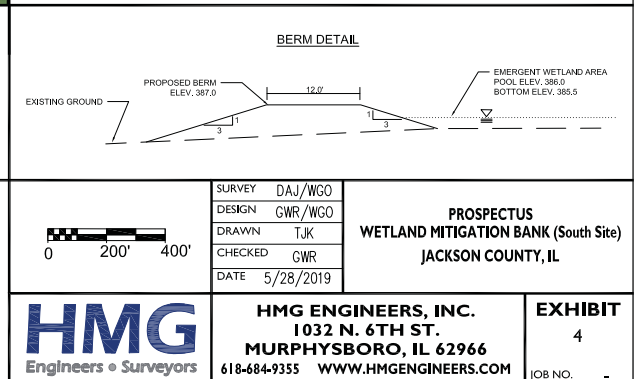 BERM DETAIL
PROPOSED BERM
ELEV. 387.0
12.0'
EMERGENT WETLAND AREA
POOL ELEV. 386.0
BOTTOM ELEV. 385.5
EXISTING GROUND
1
3
1
3
0 200' 400'
SURVEY DAJ/WGO
DESIGN GWR/WGO
DRAWN TJK
CHECKED GWR
DATE 5/28/2019
PROSPECTUS
WETLAND MITIGATION BANK (South Site)
JACKSON COUNTY, IL
HMG
Engineers Surveyors
HMG ENGINEERS, INC.
1032 N. 6TH ST.
MURPHYSBORO, IL 62966
618-684-9355 WWW.HMGENGINEERS.COM
EXHIBIT
4
JOB NO. -